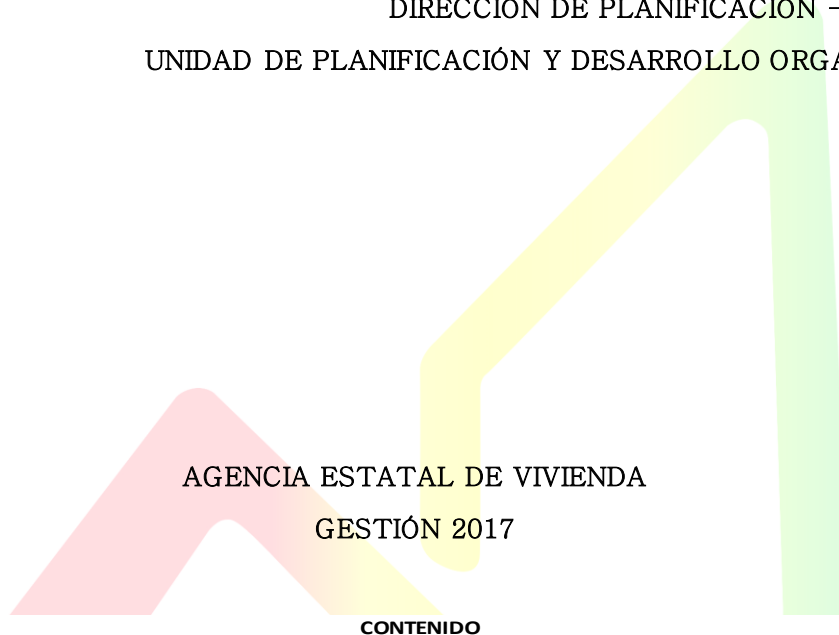 DIRECCIÓN DE PLANIFICACIÓN –
UNIDAD DE PLANIFICACIÓN Y DESARROLLO
AGENCIA ESTATAL DE VIVIENDA
GESTIÓN 2017
CONTENIDO